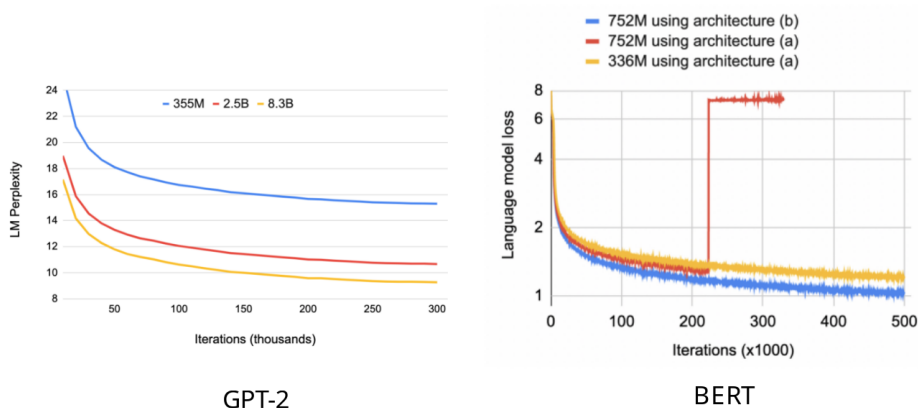 24
22
20
18
16
14
12
10
8
LM Perplexity
355M 2.5B 8.3B
50 100 150 200 250 300
Iterations (thousands)
GPT-2
752M using architecture (b)
752M using architecture (a)
336M using architecture (a)
8
6
4
2
1
Language model loss
0 100 200 300 400 500
Iterations (x1000)
BERT